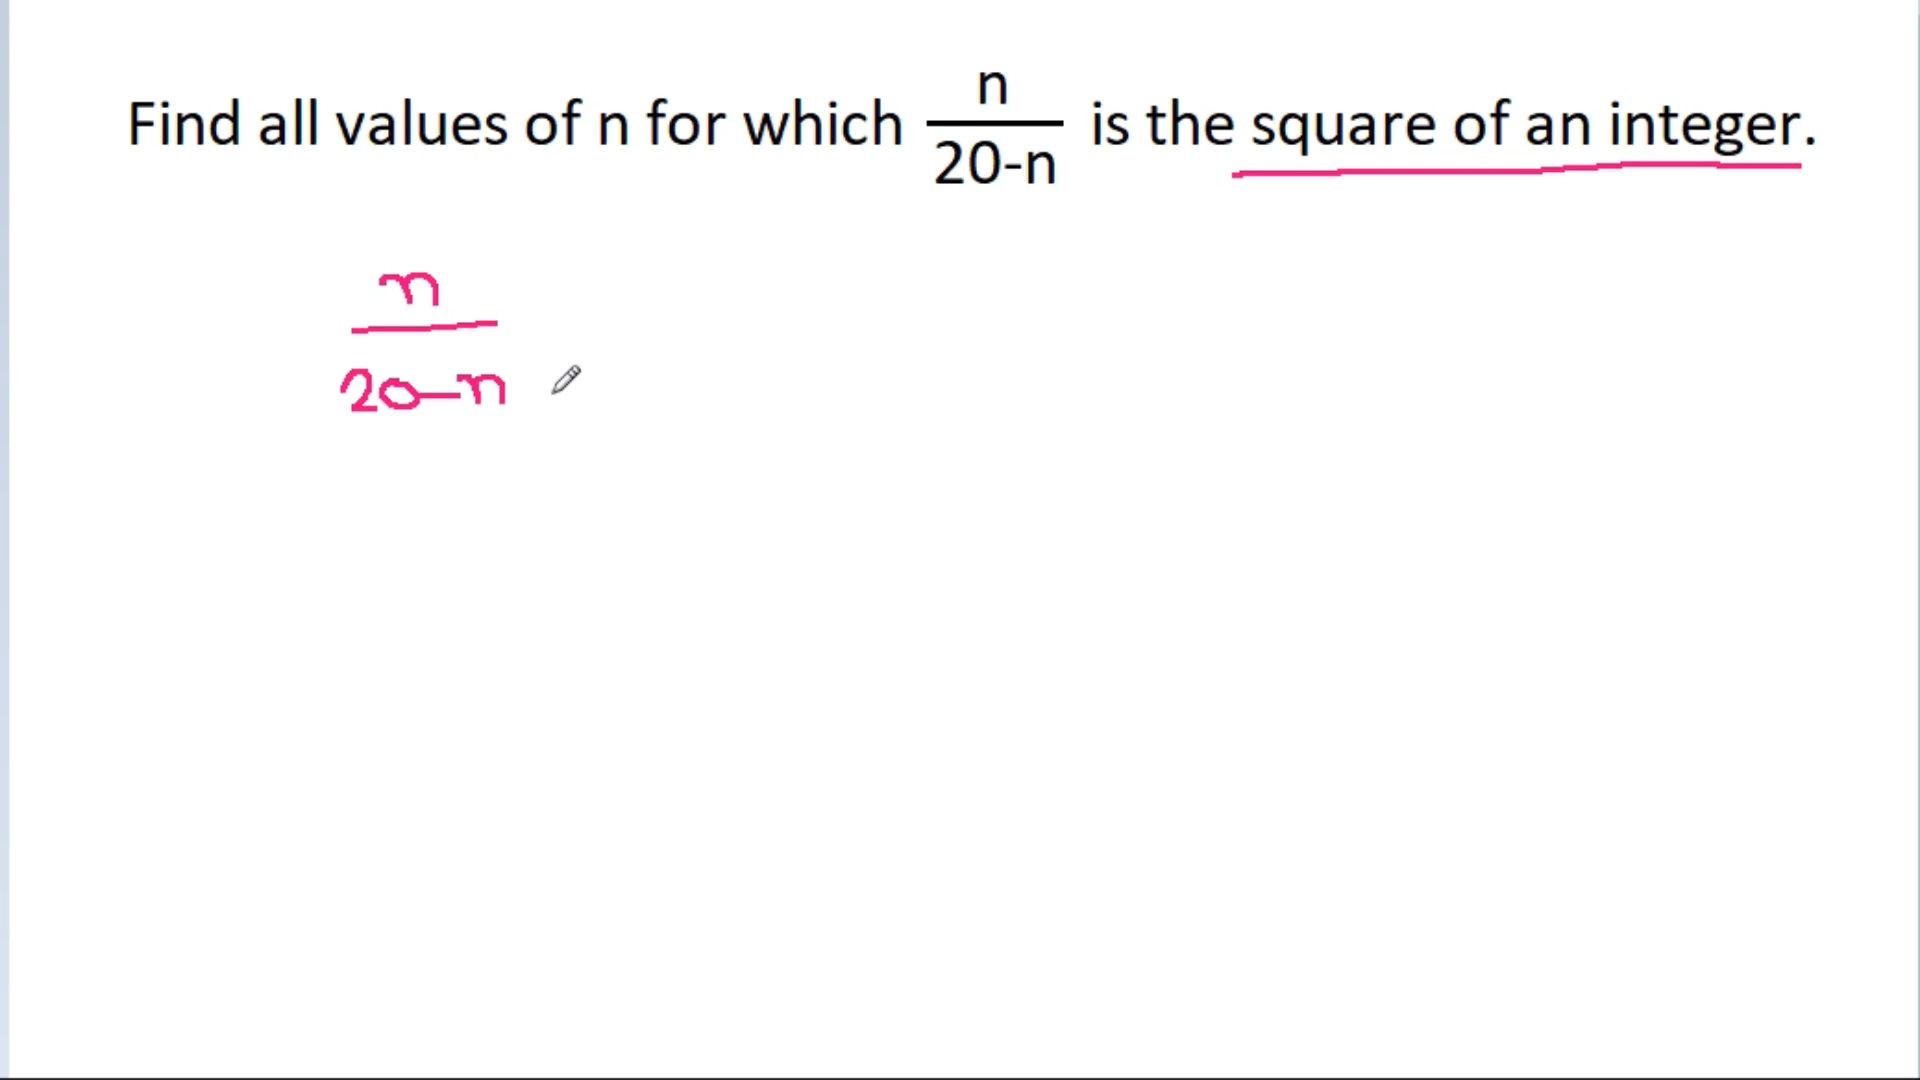 Find all values of n for which n/20-n is the square of an integer.
n
20-n